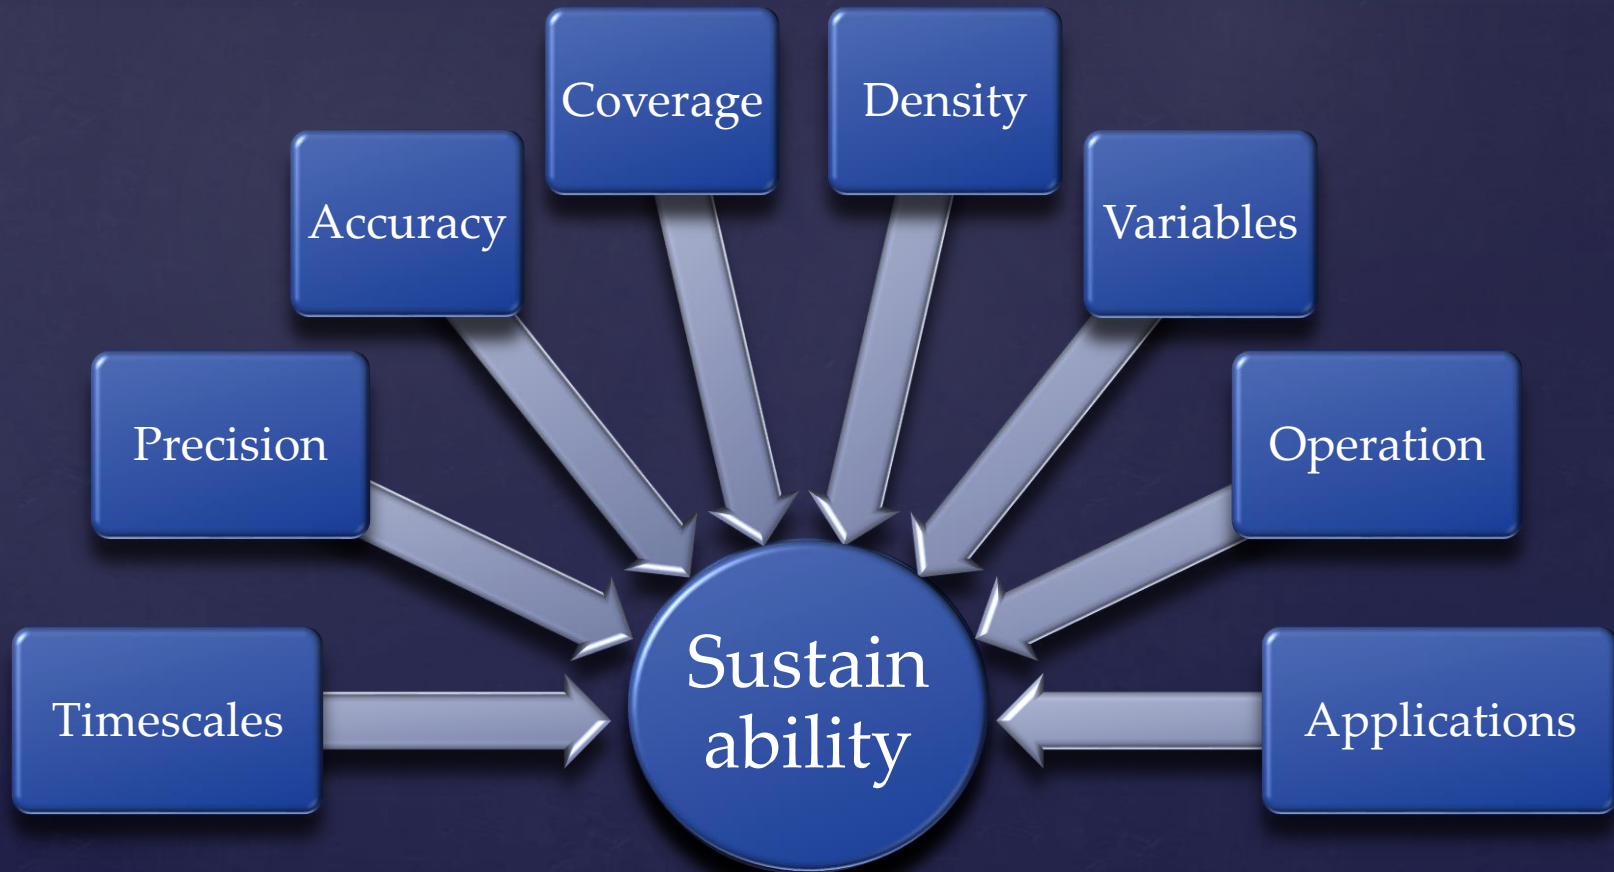 Coverage
Density
Accuracy
Variables
Precision
Operation
Sustain
ability
Timescales
Applications